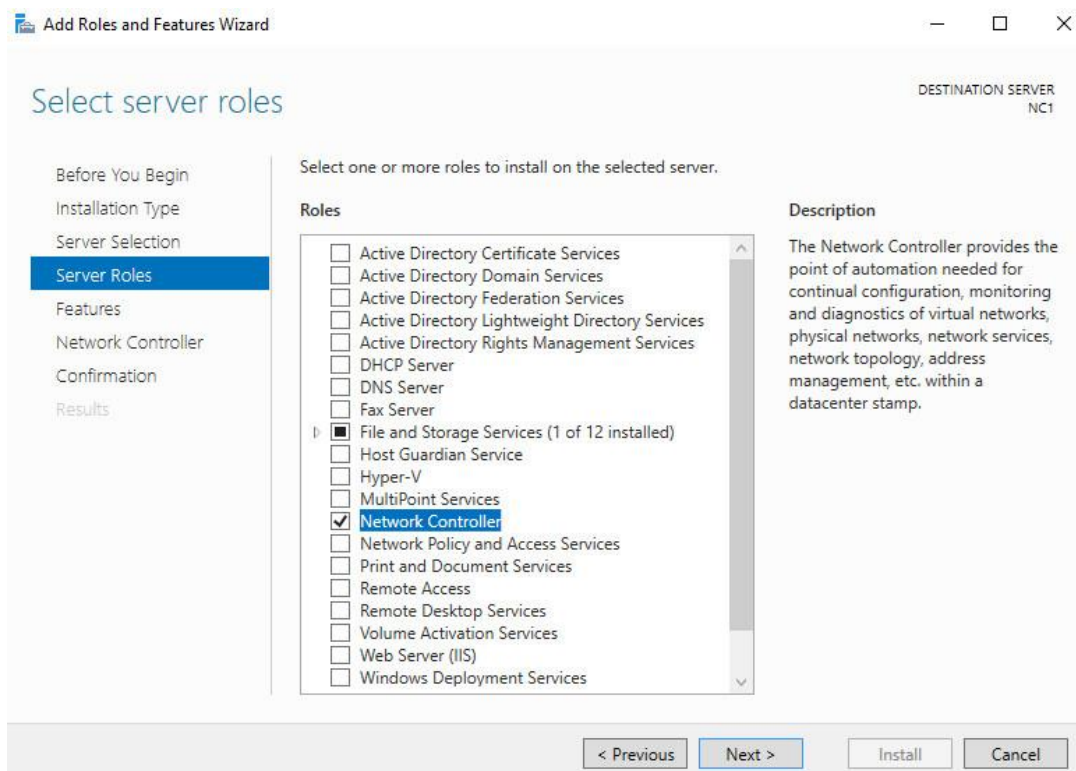 Add Roles and Features Wizard
Select server roles
DESTINATION SERVER
NC1
Before You Begin
Installation Type
Server Selection
Server Roles
Features
Network Controller
Confirmation
Results
Select one or more roles to install on the selected server.
Roles
Active Directory Certificate Services
Active Directory Domain Services
Active Directory Federation Services
Active Directory Lightweight Directory Services
Active Directory Rights Management Services
DHCP Server
DNS Server
Fax Server
File and Storage Services (1 of 12 installed)
Host Guardian Service
Hyper-V
MultiPoint Services
Network Controller
Network Policy and Access Services
Print and Document Services
Remote Access
Remote Desktop Services
Volume Activation Services
Web Server (IIS)
Windows Deployment Services
Description
The Network Controller provides the
point of automation needed for
continual configuration, monitoring
and diagnostics of virtual networks,
physical networks, network services,
network topology, address
management, etc. within a
datacenter stamp.
< Previous
Next >
Install
Cancel